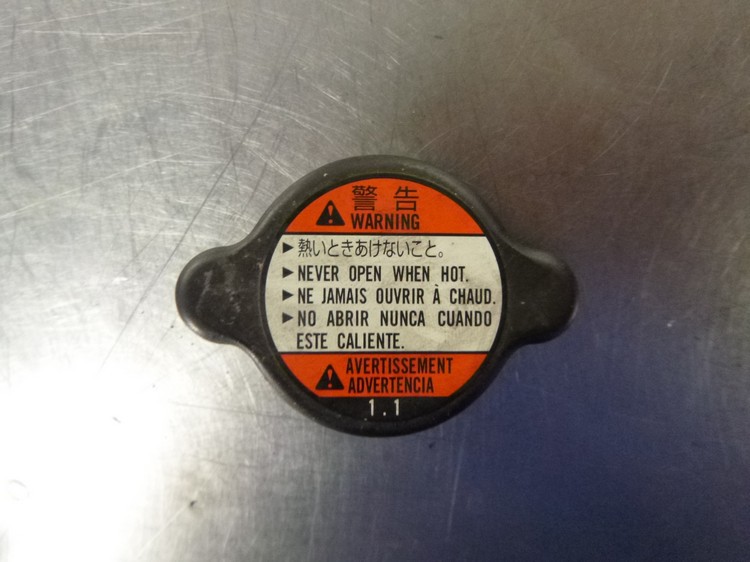 警告
WARNING
▶熱いときあけないこと。
▶NEVER OPEN WHEN HOT.
▶NE JAMAIS OUVRIR À CHAUD.
▶NO ABRIR NUNCA CUANDO
ESTE CALIENTE.
AVERTISSEMENT
ADVERTENCIA
1.1